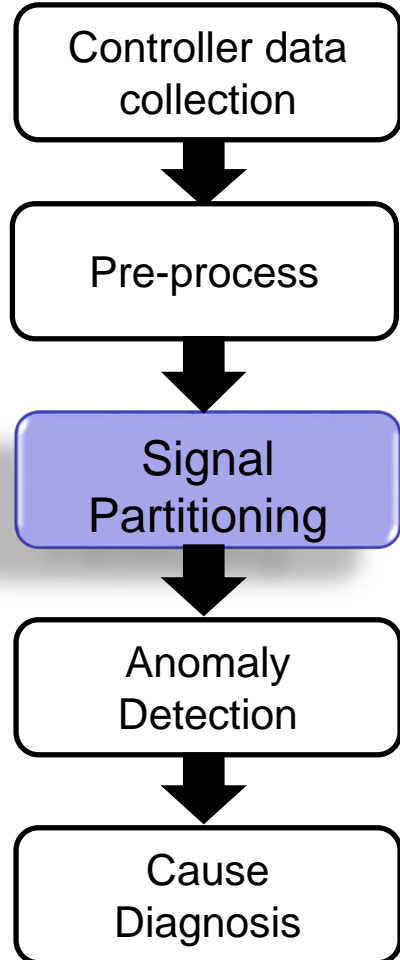 Controller data
collection
Pre-process
Signal
Partitioning
Anomaly
Detection
Cause
Diagnosis